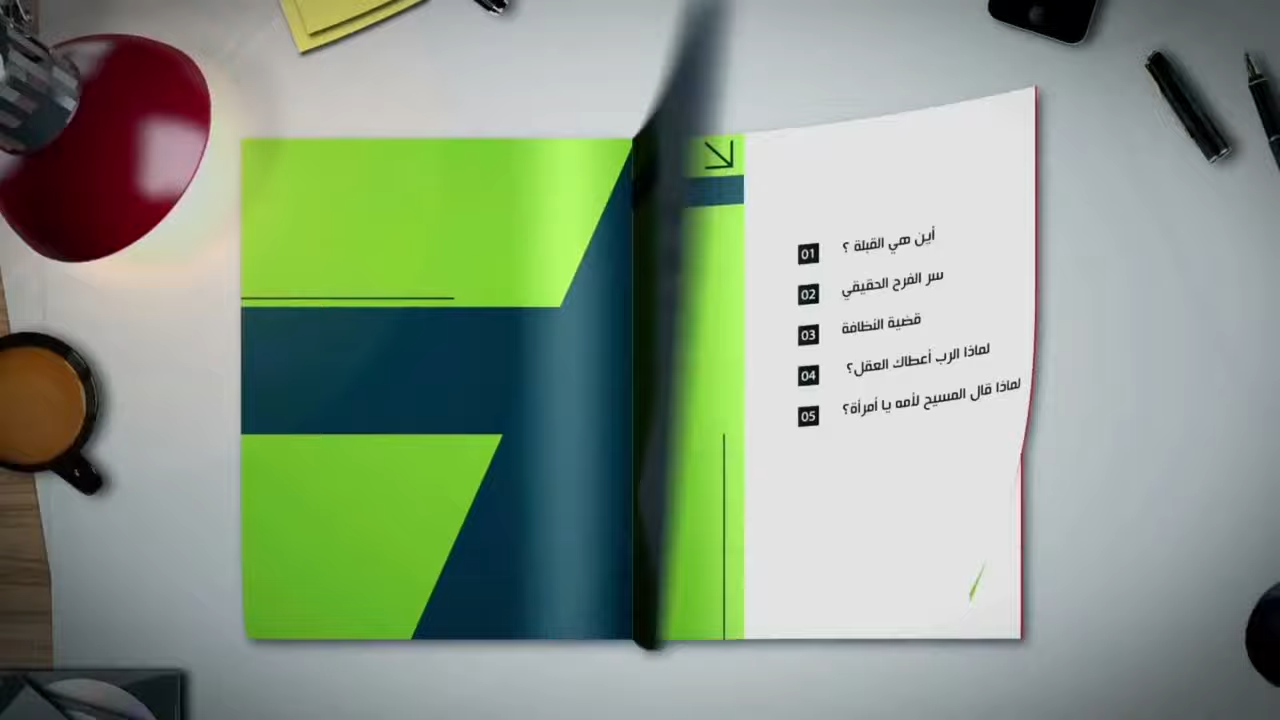 01 أين هي القبلة ؟
02 سر الفرح الحقيقي
03 قضية النظافة
04 لماذا الرب أعطاك العقل؟
05 لماذا قال المسيح لأمه يا أمرأة؟